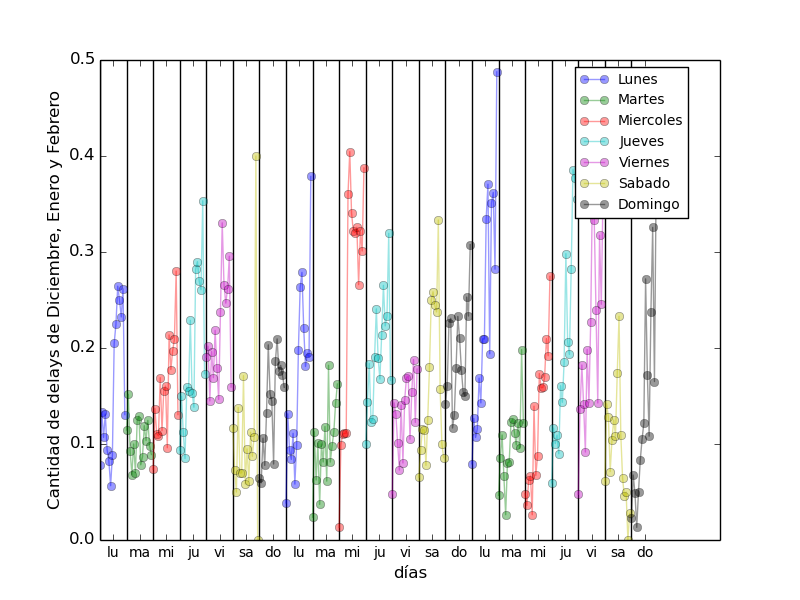 Cantidad de delays de Diciembre, Enero y Febrero
0.5
0.4
0.3
0.2
0.1
0.0
Lunes
Martes
Miercoles
Jueves
Viernes
Sabado
Domingo
lu ma mi ju vi sa do lu ma mi ju vi sa do lu ma mi ju vi sa do
días